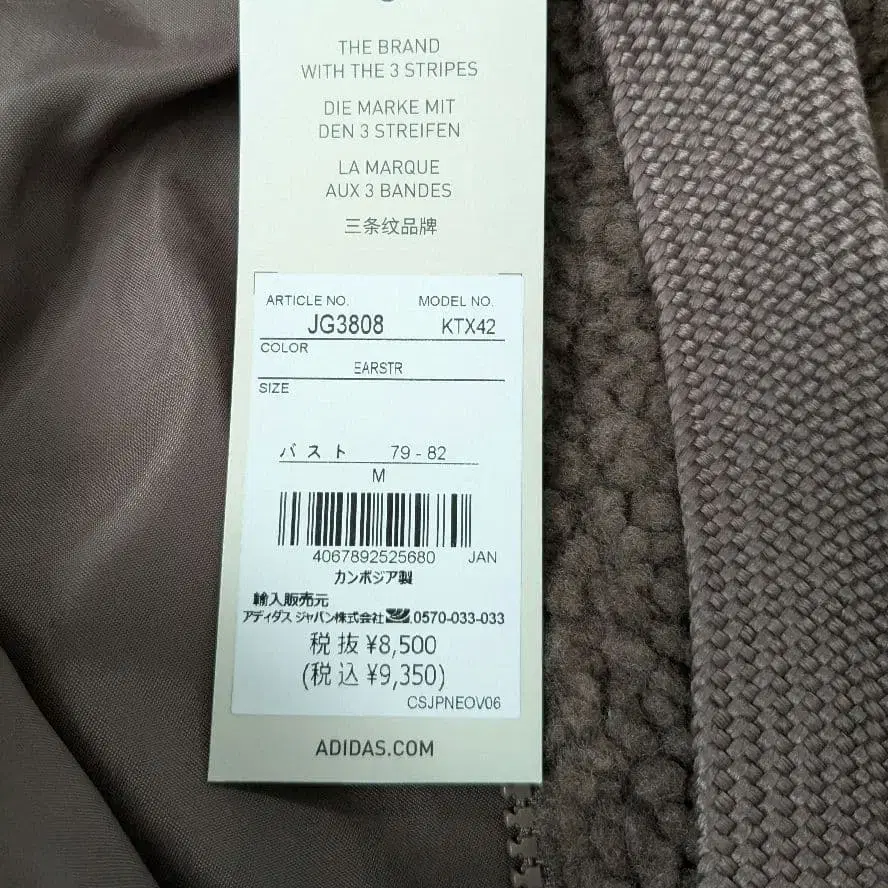 THE BRAND
WITH THE 3 STRIPES
DIE MARKE MIT
DEN 3 STREIFEN
LA MARQUE
AUX 3 BANDES
三条纹品牌
ARTICLE NO. MODEL NO.
JG3808 KTX42
COLOR
EARSTR
SIZE
バスト 79 - 82
M
4067892525680 JAN
カンボジア製
輸入販売元
アディダス ジャパン株式会社 0570-033-033
税抜 ¥8,500
(税込 ¥9,350)
CSJPNEOV06
ADIDAS.COM